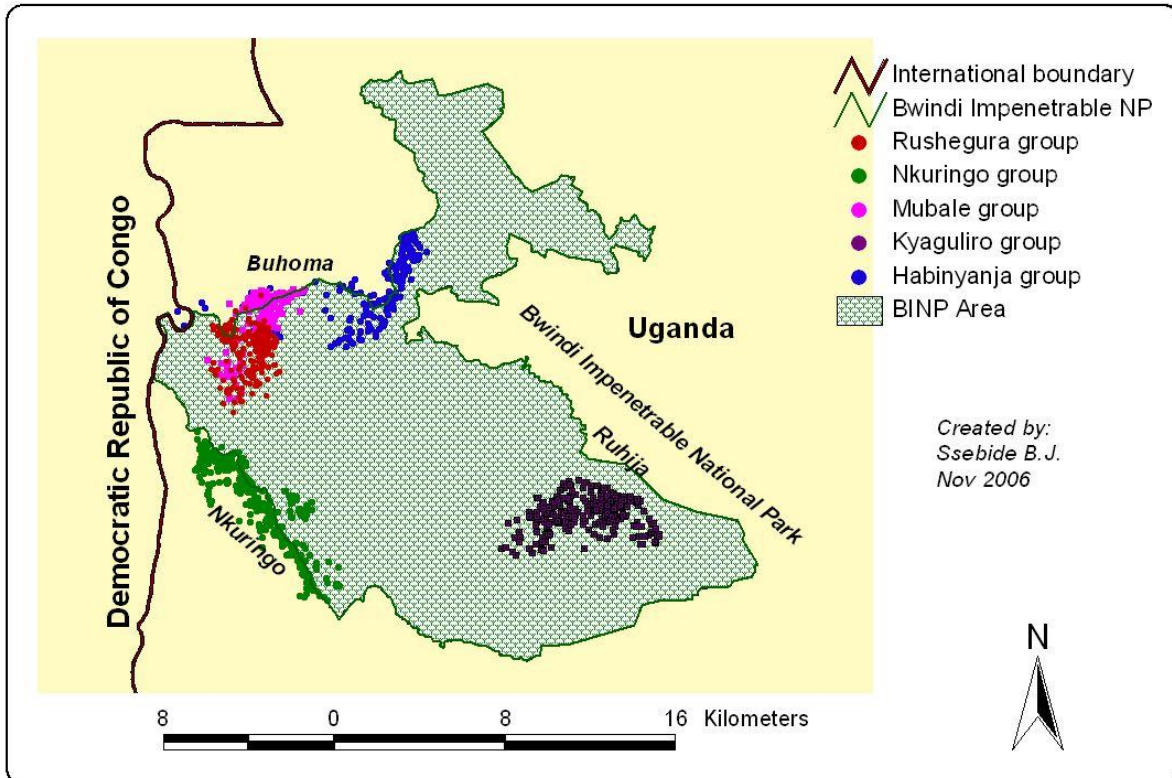 International boundary
Bwindi Impenetrable NP
Rushegura group
Nkuringo group
Mubale group
Kyaguliro group
Habinyanja group
BINP Area
Democratic Republic of Congo
Buhoma
Uganda
Bwindi Impenetrable National Park
Ruhija
Nkuringo
Created by:
Ssebide B.J.
Nov 2006
N
8 0 8 16 Kilometers